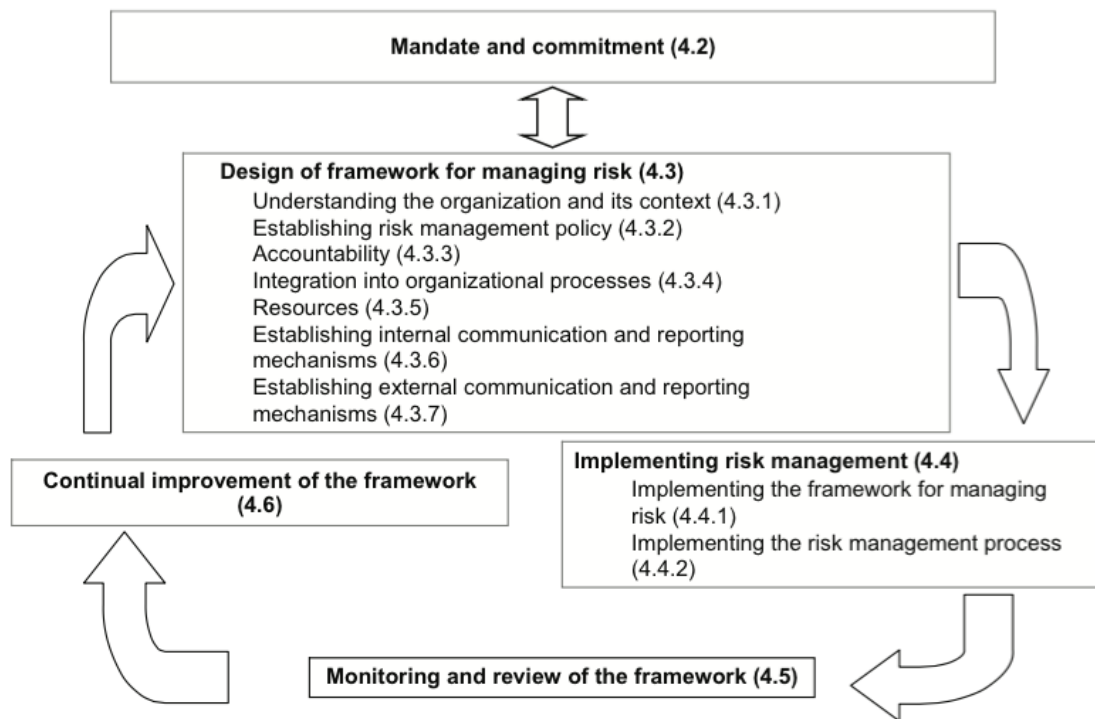 Mandate and commitment (4.2)
Design of framework for managing risk (4.3)
Understanding the organization and its context (4.3.1)
Establishing risk management policy (4.3.2)
Accountability (4.3.3)
Integration into organizational processes (4.3.4)
Resources (4.3.5)
Establishing internal communication and reporting
mechanisms (4.3.6)
Establishing external communication and reporting
mechanisms (4.3.7)
Implementing risk management (4.4)
Implementing the framework for managing
risk (4.4.1)
Implementing the risk management process
(4.4.2)
Monitoring and review of the framework (4.5)
Continual improvement of the framework
(4.6)